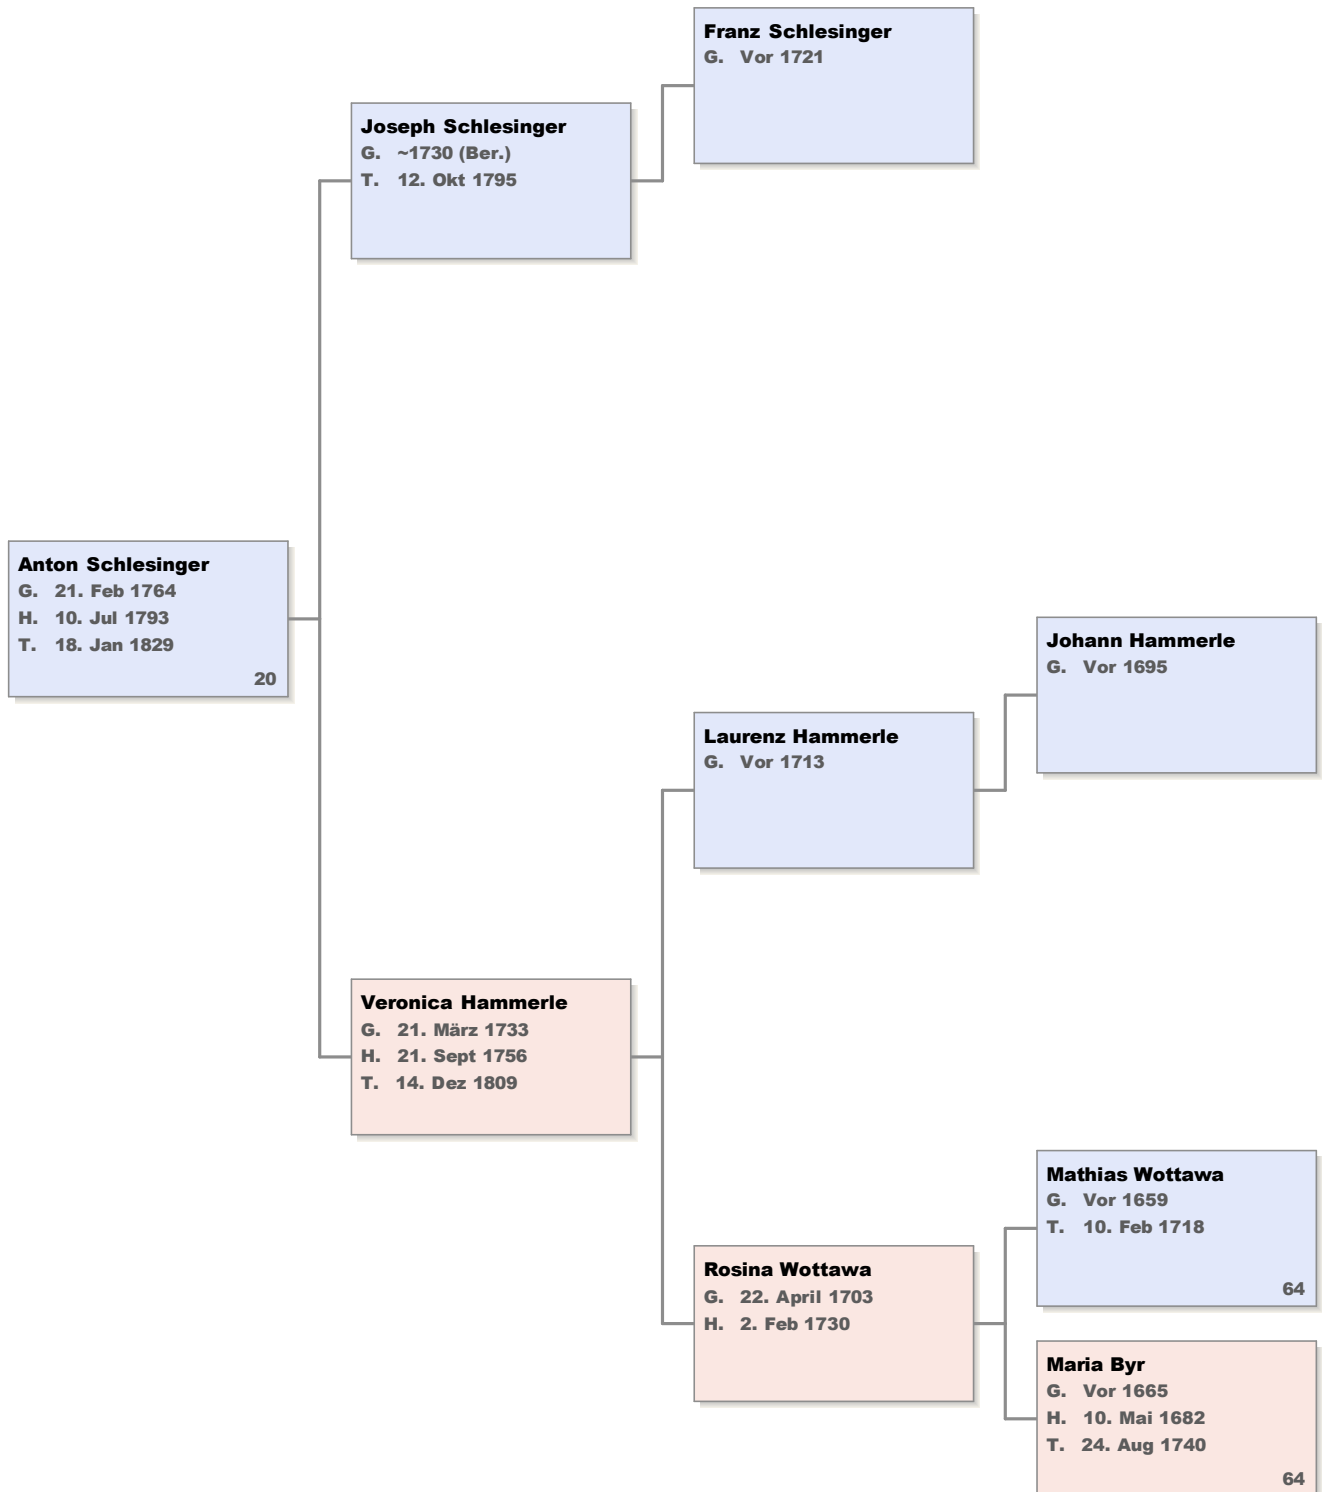 Franz Schlesinger
G. Vor 1721
Joseph Schlesinger
G. ~1730 (Ber.)
T. 12. Okt 1795
Anton Schlesinger
G. 21. Feb 1764
H. 10. Jul 1793
T. 18. Jan 1829
20
Johann Hammerle
G. Vor 1695
Laurenz Hammerle
G. Vor 1713
Veronica Hammerle
G. 21. März 1733
H. 21. Sept 1756
T. 14. Dez 1809
Mathias Wottawa
G. Vor 1659
T. 10. Feb 1718
64
Rosina Wottawa
G. 22. April 1703
H. 2. Feb 1730
Maria Byr
G. Vor 1665
H. 10. Mai 1682
T. 24. Aug 1740
64